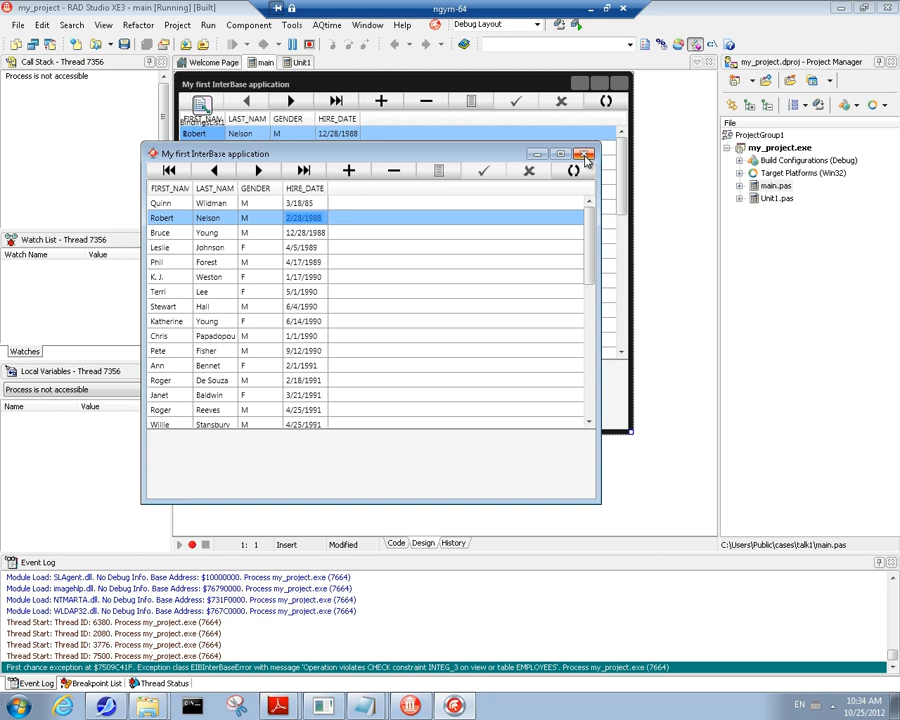 my_project - RAD Studio XE3 - main [Running] [Built]
ngyrn-64
File Edit Search View Refactor Project Run Component Tools AQtime Window Help
Debug Layout
Call Stack - Thread 7356
Welcome Page main Unit1
my_project.dproj - Project Manager
Process is not accessible
My first InterBase application
BindingsList1
LAST_NAM GENDER HIRE_DATE
Robert Nelson M 12/28/1988
File
ProjectGroup1
my_project.exe
Build Configurations (Debug)
Target Platforms (Win32)
main.pas
Unit1.pas
My first InterBase application
FIRST_NAM LAST_NAM GENDER HIRE_DATE
Quinn Wildman M 3/18/85
Robert Nelson M 2/28/1988
Bruce Young M 12/28/1988
Leslie Johnson F 4/5/1989
Phil Forest M 4/17/1989
K. J. Weston F 1/17/1990
Terri Lee F 5/1/1990
Stewart Hall M 6/4/1990
Katherine Young F 6/14/1990
Chris Papadopou M 1/1/1990
Pete Fisher M 9/12/1990
Ann Bennet F 2/1/1991
Roger De Souza M 2/18/1991
Janet Baldwin F 3/21/1991
Roger Reeves M 4/25/1991
Willie Stansbury M 4/25/1991
Watch List - Thread 7356
Watch Name Value
Watches
Local Variables - Thread 7356
Process is not accessible
Name Value
1: 1 Insert Modified Code Design History
C:\Users\Public\cases\talk1\main.pas
Event Log
Module Load: SLAgent.dll. No Debug Info. Base Address: $10000000. Process my_project.exe (7664)
Module Load: imagehlp.dll. No Debug Info. Base Address: $76790000. Process my_project.exe (7664)
Module Load: NTMARTA.dll. No Debug Info. Base Address: $731F0000. Process my_project.exe (7664)
Module Load: WLDAP32.dll. No Debug Info. Base Address: $767C0000. Process my_project.exe (7664)
Thread Start: Thread ID: 6380. Process my_project.exe (7664)
Thread Start: Thread ID: 2080. Process my_project.exe (7664)
Thread Start: Thread ID: 3776. Process my_project.exe (7664)
Thread Start: Thread ID: 7500. Process my_project.exe (7664)
First chance exception at $7509C41F. Exception class EIBInterBaseError with message 'Operation violates CHECK constraint INTEG_3 on view or table EMPLOYEES'. Process my_project.exe (7664)
Event Log Breakpoint List Thread Status
EN
10:34 AM
10/25/2012